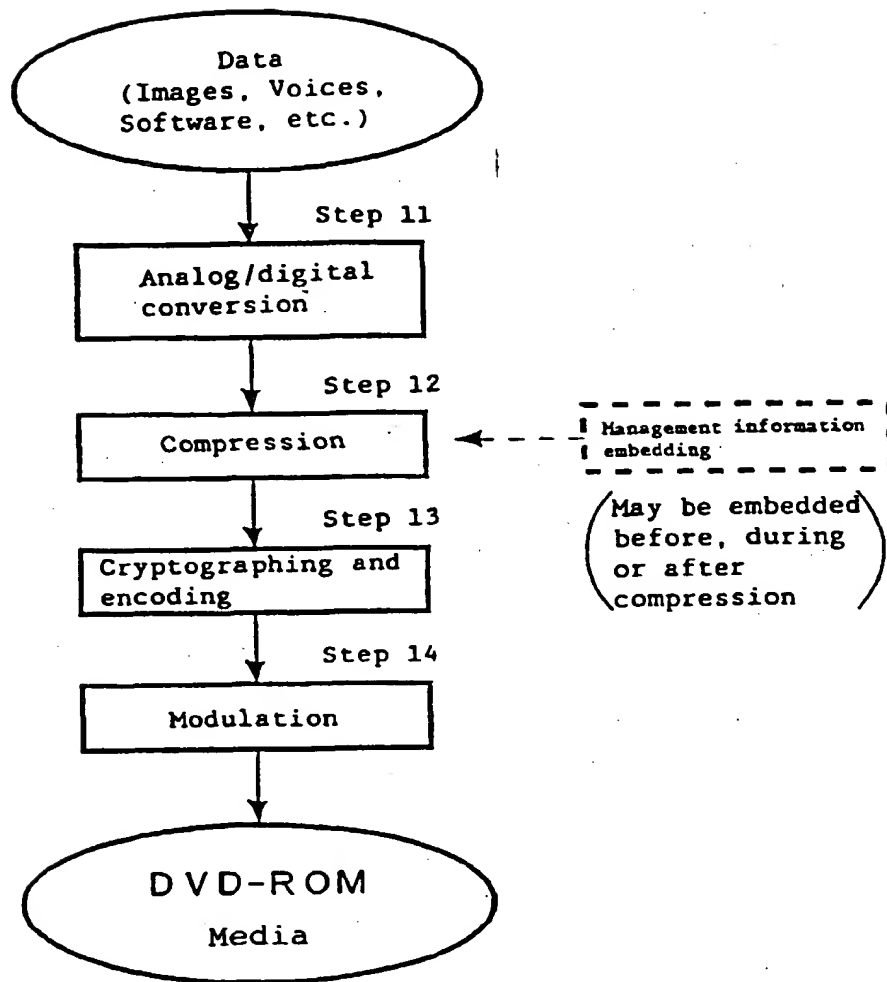 Data
(Images, Voices,
Software, etc.)
Step 11
Analog/digital
conversion
Step 12
Compression
Management information
embedding
(May be embedded
before, during
or after
compression)
Step 13
Cryptographing and
encoding
Step 14
Modulation
DVD-ROM
Media